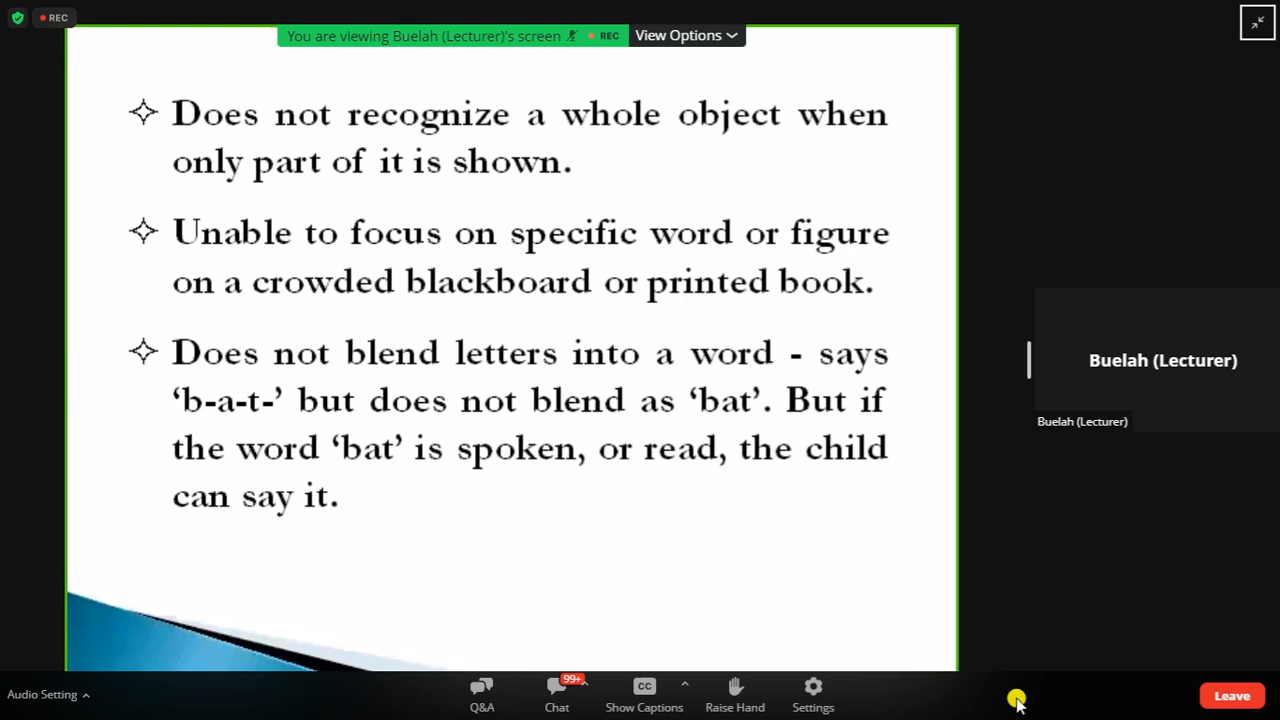 REC
You are viewing Buelah (Lecturer)'s screen REC View Options
Does not recognize a whole object when
only part of it is shown.
Unable to focus on specific word or figure
on a crowded blackboard or printed book.
Does not blend letters into a word - says
‘b-a-t-’ but does not blend as ‘bat’. But if
the word ‘bat’ is spoken, or read, the child
can say it.
Buelah (Lecturer)
Buelah (Lecturer)
Audio Setting
Q&A
99+
Chat
CC
Show Captions
Raise Hand
Settings
Leave